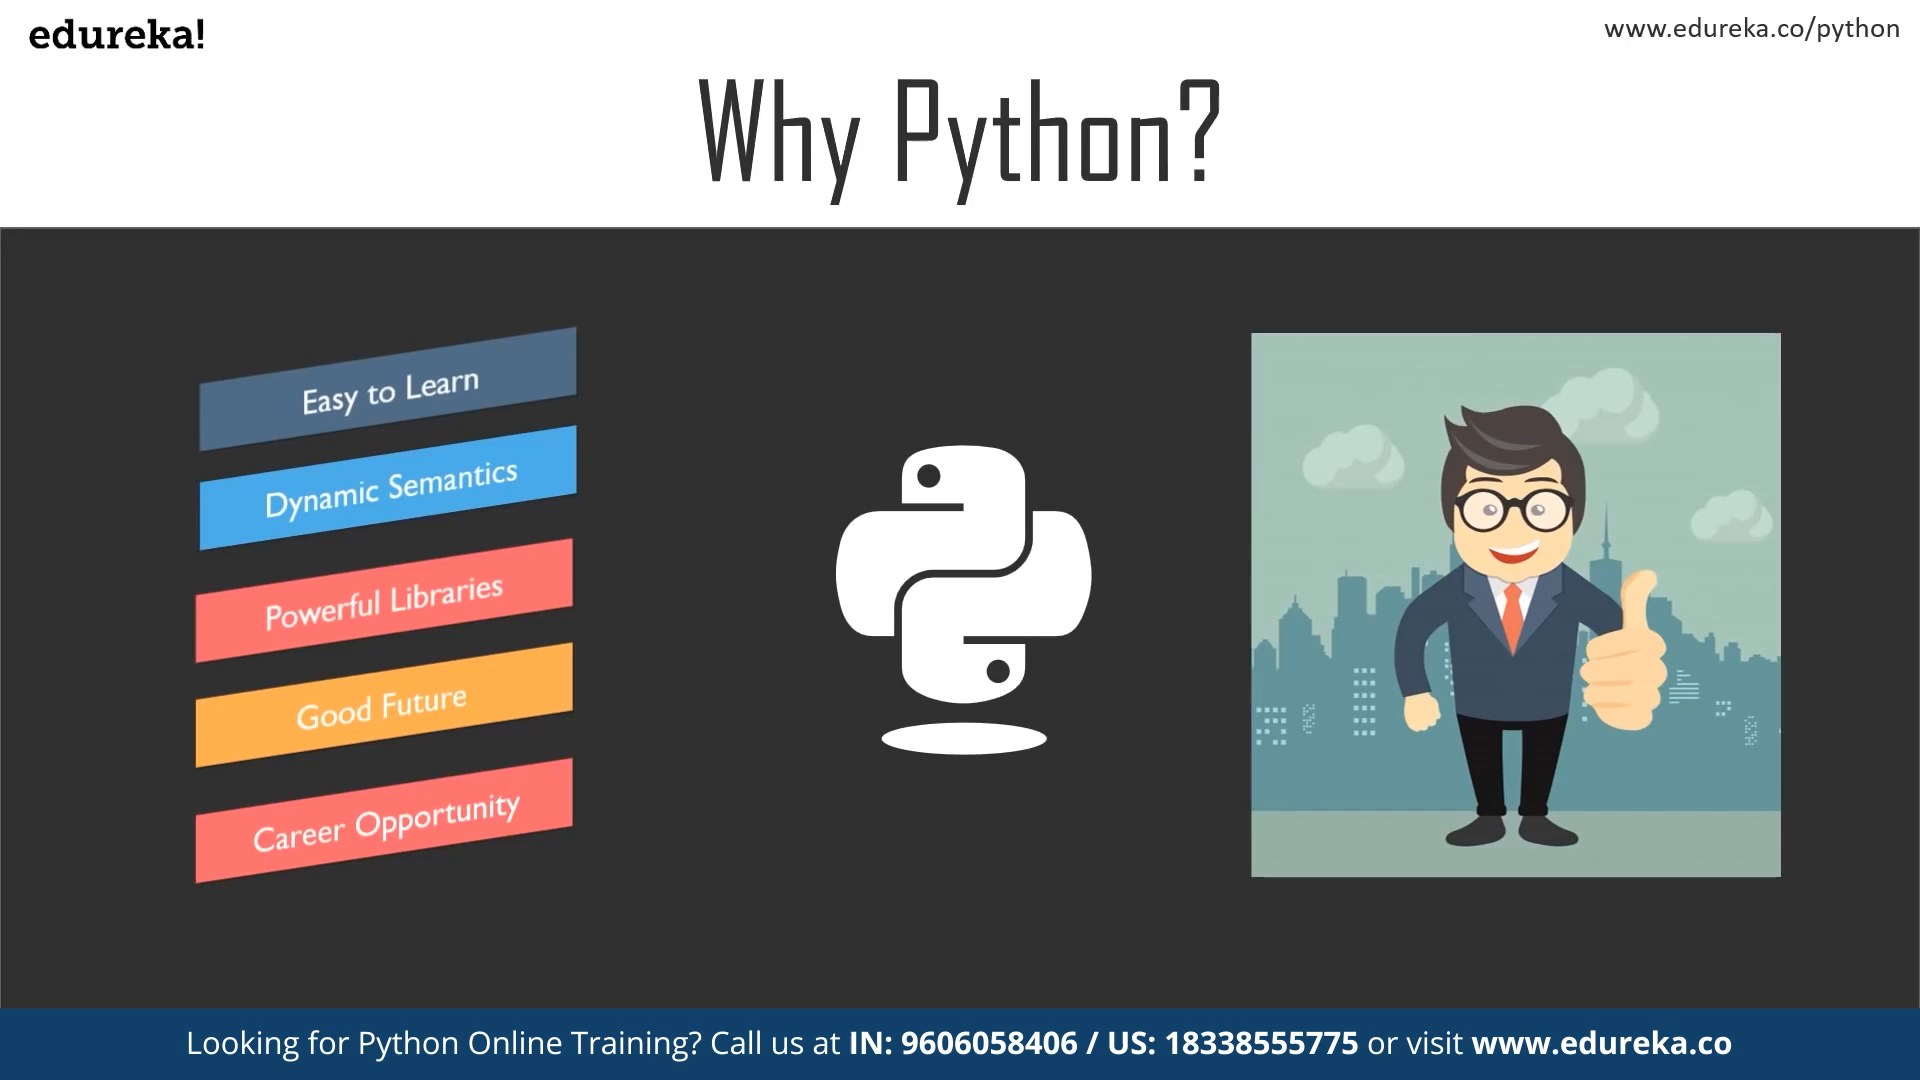 edureka!
www.edureka.co/python
Why Python?
Easy to Learn
Dynamic Semantics
Powerful Libraries
Good Future
Career Opportunity
Looking for Python Online Training? Call us at IN: 9606058406 / US: 18338555775 or visit www.edureka.co